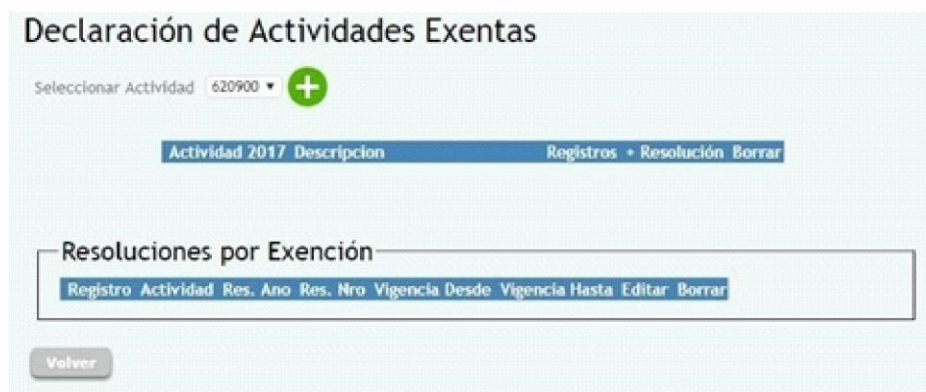 Declaración de Actividades Exentas
Seleccionar Actividad 620900
Actividad 2017 Descripcion Registros + Resolución Borrar
Resoluciones por Exención
Registro Actividad Res. Ano Res. Nro Vigencia Desde Vigencia Hasta Editar Borrar
Volver